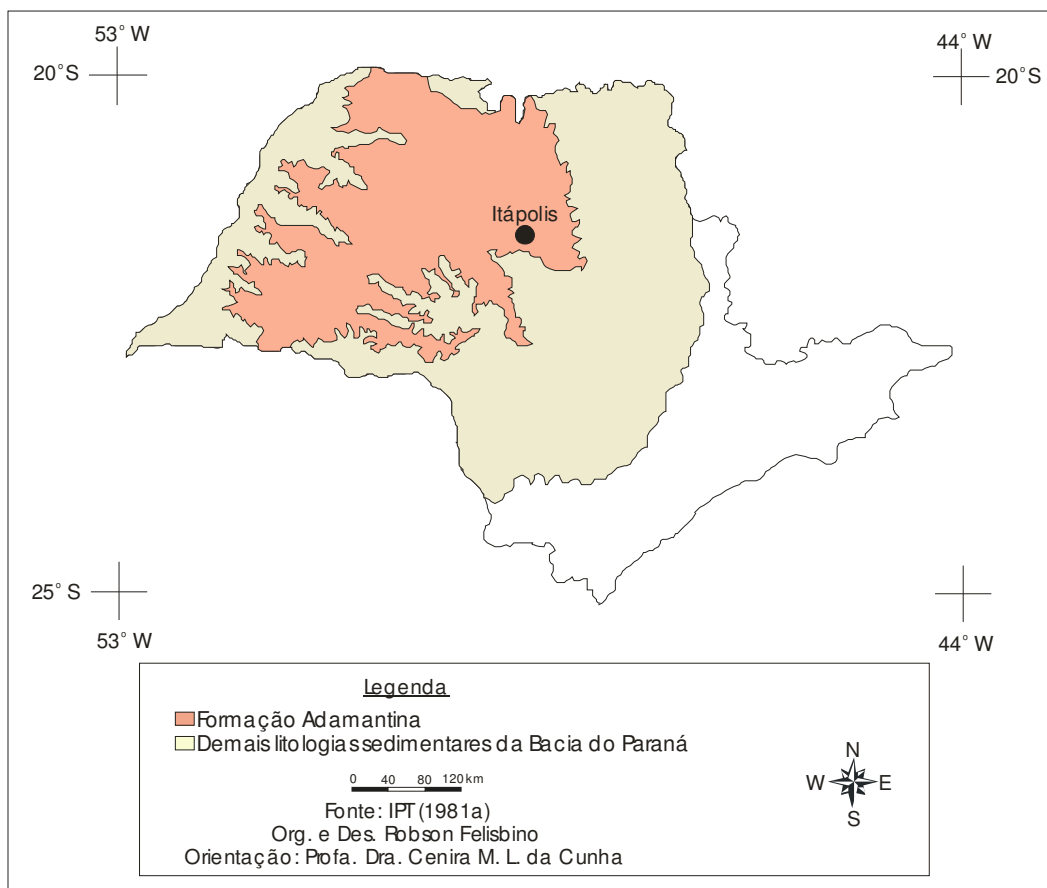 53° W
44° W
20°S
20°S
Itápolis
25° S
53° W
44° W
Legenda
Formação Adamantina
Demais litologias sedimentares da Bacia do Paraná
0 40 80 120 km
Fonte: IPT (1981a)
Org. e Des. Robson Felisbino
Orientação: Profa. Dra. Cenira M. L. da Cunha
N
W E
S